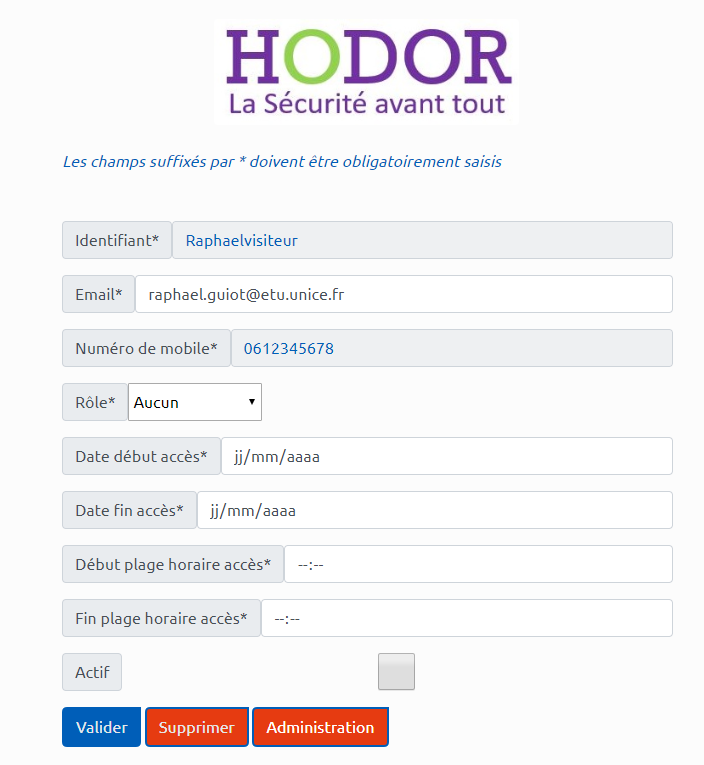 HODOR
La Sécurité avant tout
Les champs suffixés par * doivent être obligatoirement saisis
Identifiant* Raphaelvisiteur
Email* raphael.guiot@etu.unice.fr
Numéro de mobile* 0612345678
Rôle* Aucun
Date début accès* jj/mm/aaaa
Date fin accès* jj/mm/aaaa
Début plage horaire accès* --:--
Fin plage horaire accès* --:--
Actif
Valider Supprimer Administration